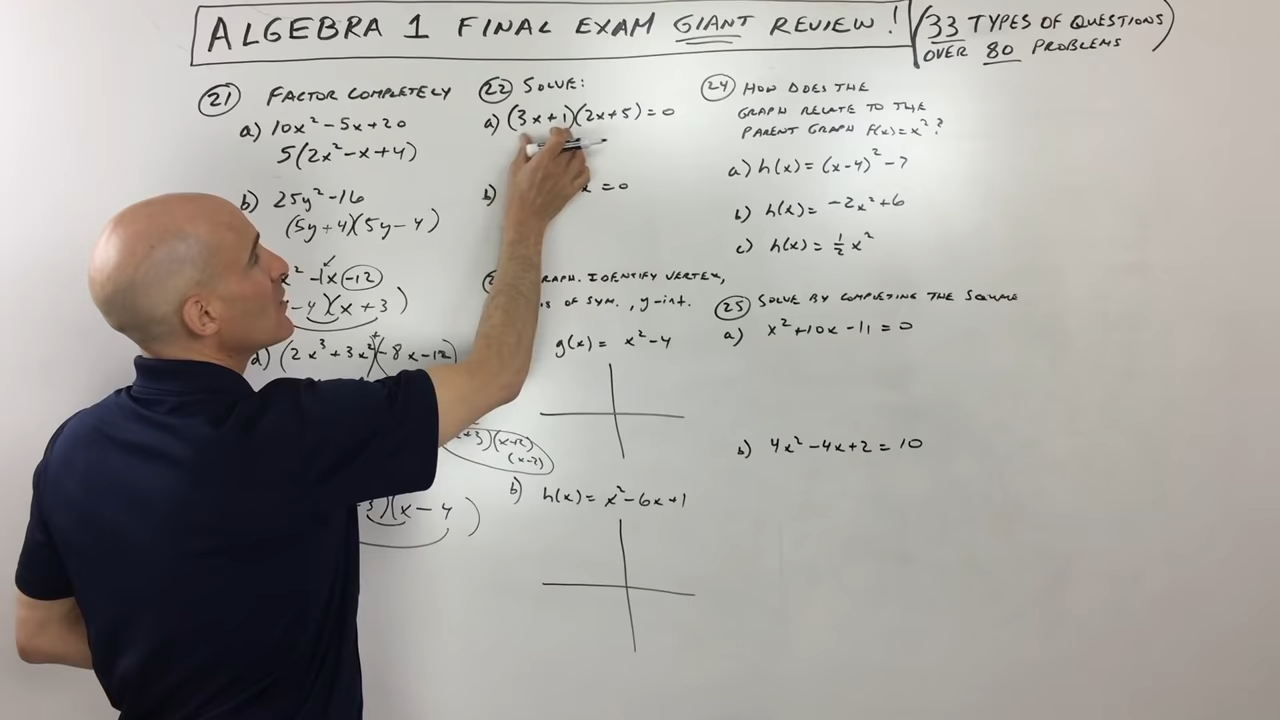 ALGEBRA 1 FINAL EXAM GIANT REVIEW!
(33 TYPES OF QUESTIONS
OVER 80 PROBLEMS)
21 FACTOR COMPLETELY
a) 10x² - 5x + 20
5(2x² - x + 4)
b) 25y² - 16
(5y + 4)(5y - 4)
x² - 1x - 12
- 4)(x + 3)
d) (2x³ + 3x²)+(-8x - 12)
+3)(x+2)
(x-2)
)(x - 4)
22 SOLVE:
a) (3x + 1)(2x + 5) = 0
b) x = 0
GRAPH. IDENTIFY VERTEX,
OF SYM., y-int.
g(x) = x² - 4
b) h(x) = x² - 6x + 1
24 HOW DOES THE
GRAPH RELATE TO THE
PARENT GRAPH F(x) = x²?
a) h(x) = (x - 4)² - 7
b) h(x) = -2x² + 6
c) h(x) = ½ x²
25 SOLVE BY COMPLETING THE SQUARE
a) x² + 10x - 11 = 0
b) 4x² - 4x + 2 = 10